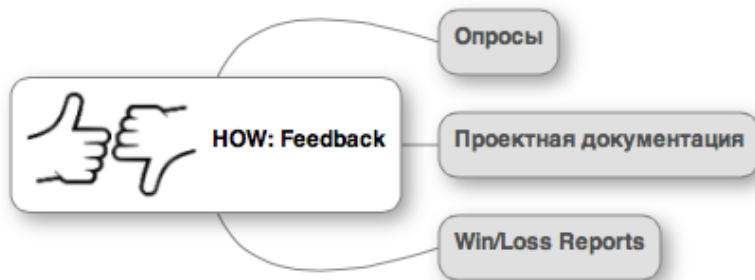 Опросы
HOW: Feedback
Проектная документация
Win/Loss Reports